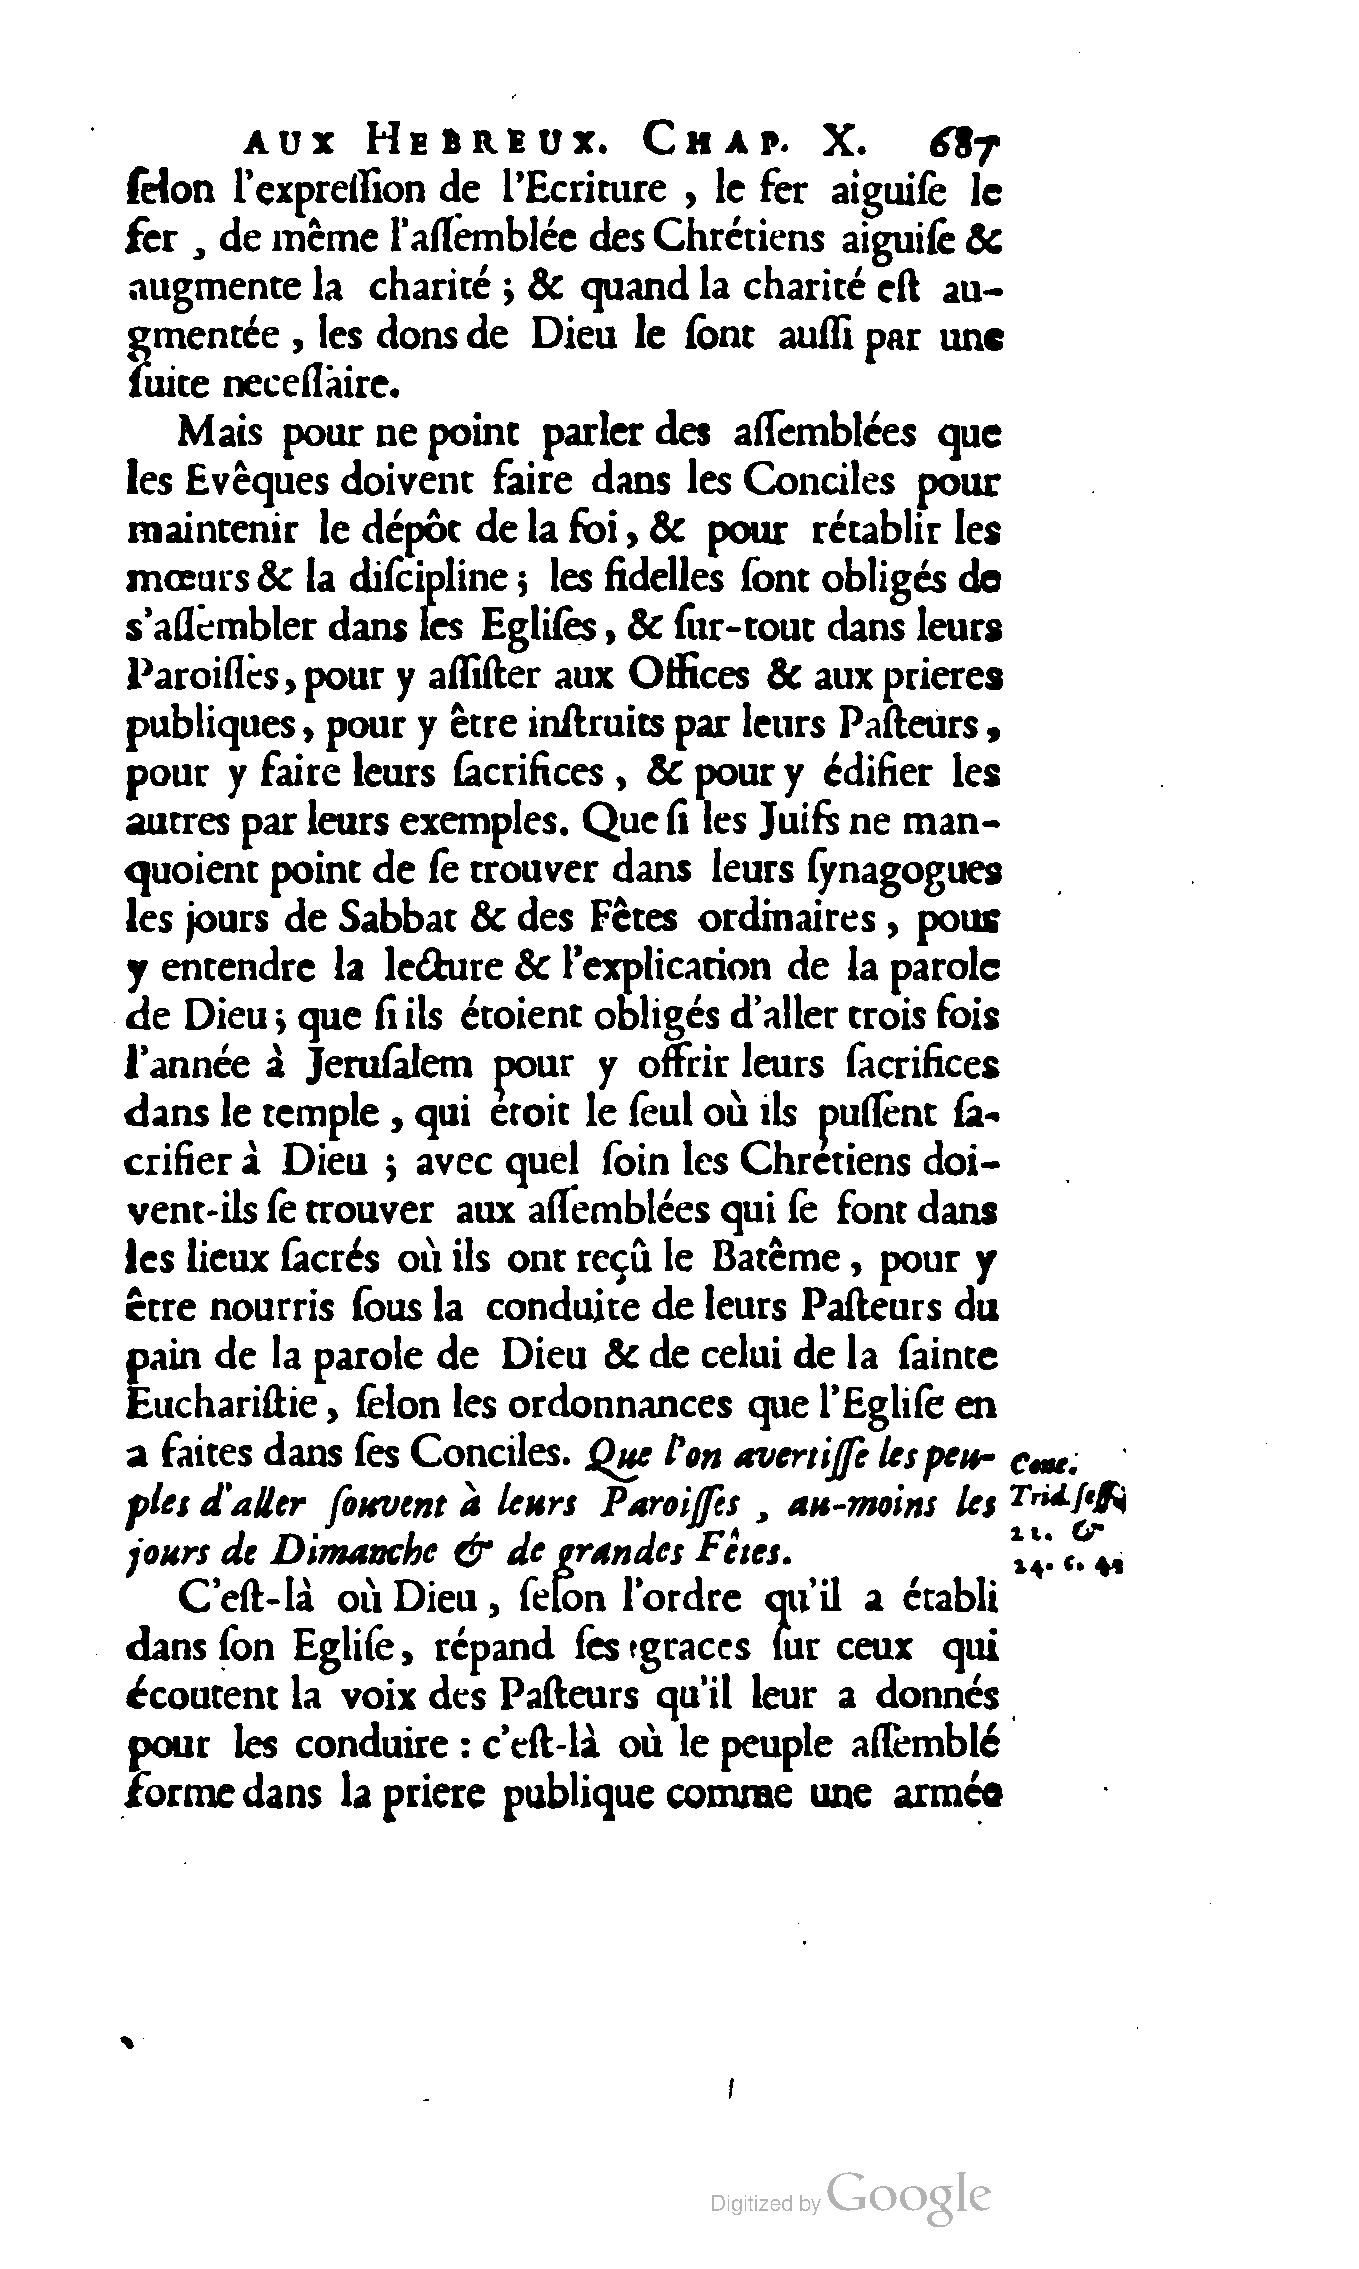 AUX HEBREUX. CHAP. X. 687
ſelon l'expreſſion de l'Ecriture , le fer aiguiſe le
fer , de même l'aſſemblée des Chrétiens aiguiſe &
augmente la charité ; & quand la charité eſt au-
gmentée , les dons de Dieu le ſont auſſi par une
ſuite neceſſaire.
Mais pour ne point parler des aſſemblées que
les Evêques doivent faire dans les Conciles pour
maintenir le dépôt de la foi, & pour rétablir les
mœurs & la diſcipline ; les fidelles ſont obligés de
s'aſſembler dans les Egliſes, & ſur-tout dans leurs
Paroiſſes, pour y aſſiſter aux Offices & aux prieres
publiques, pour y être inſtruits par leurs Paſteurs,
pour y faire leurs ſacrifices , & pour y édifier les
autres par leurs exemples. Que ſi les Juifs ne man-
quoient point de ſe trouver dans leurs ſynagogues
les jours de Sabbat & des Fêtes ordinaires , pour
y entendre la lecture & l'explication de la parole
de Dieu ; que ſi ils étoient obligés d'aller trois fois
l'année à Jeruſalem pour y offrir leurs ſacrifices
dans le temple , qui étoit le ſeul où ils puſſent ſa-
crifier à Dieu ; avec quel ſoin les Chrétiens doi-
vent-ils ſe trouver aux aſſemblées qui ſe font dans
les lieux ſacrés où ils ont reçû le Batême , pour y
être nourris ſous la conduite de leurs Paſteurs du
pain de la parole de Dieu & de celui de la ſainte
Euchariſtie , ſelon les ordonnances que l'Egliſe en
a faites dans ſes Conciles. Que l'on avertiſſe les peu-
ples d'aller ſouvent à leurs Paroiſſes , au-moins les
jours de Dimanche & de grandes Fêtes.
Conc.
Trid. ſeſſ.
22. &
24. c. 4.
C'eſt-là où Dieu , ſelon l'ordre qu'il a établi
dans ſon Egliſe, répand ſes graces ſur ceux qui
écoutent la voix des Paſteurs qu'il leur a donnés
pour les conduire : c'eſt-là où le peuple aſſemblé
forme dans la priere publique comme une armée
Digitized by Google